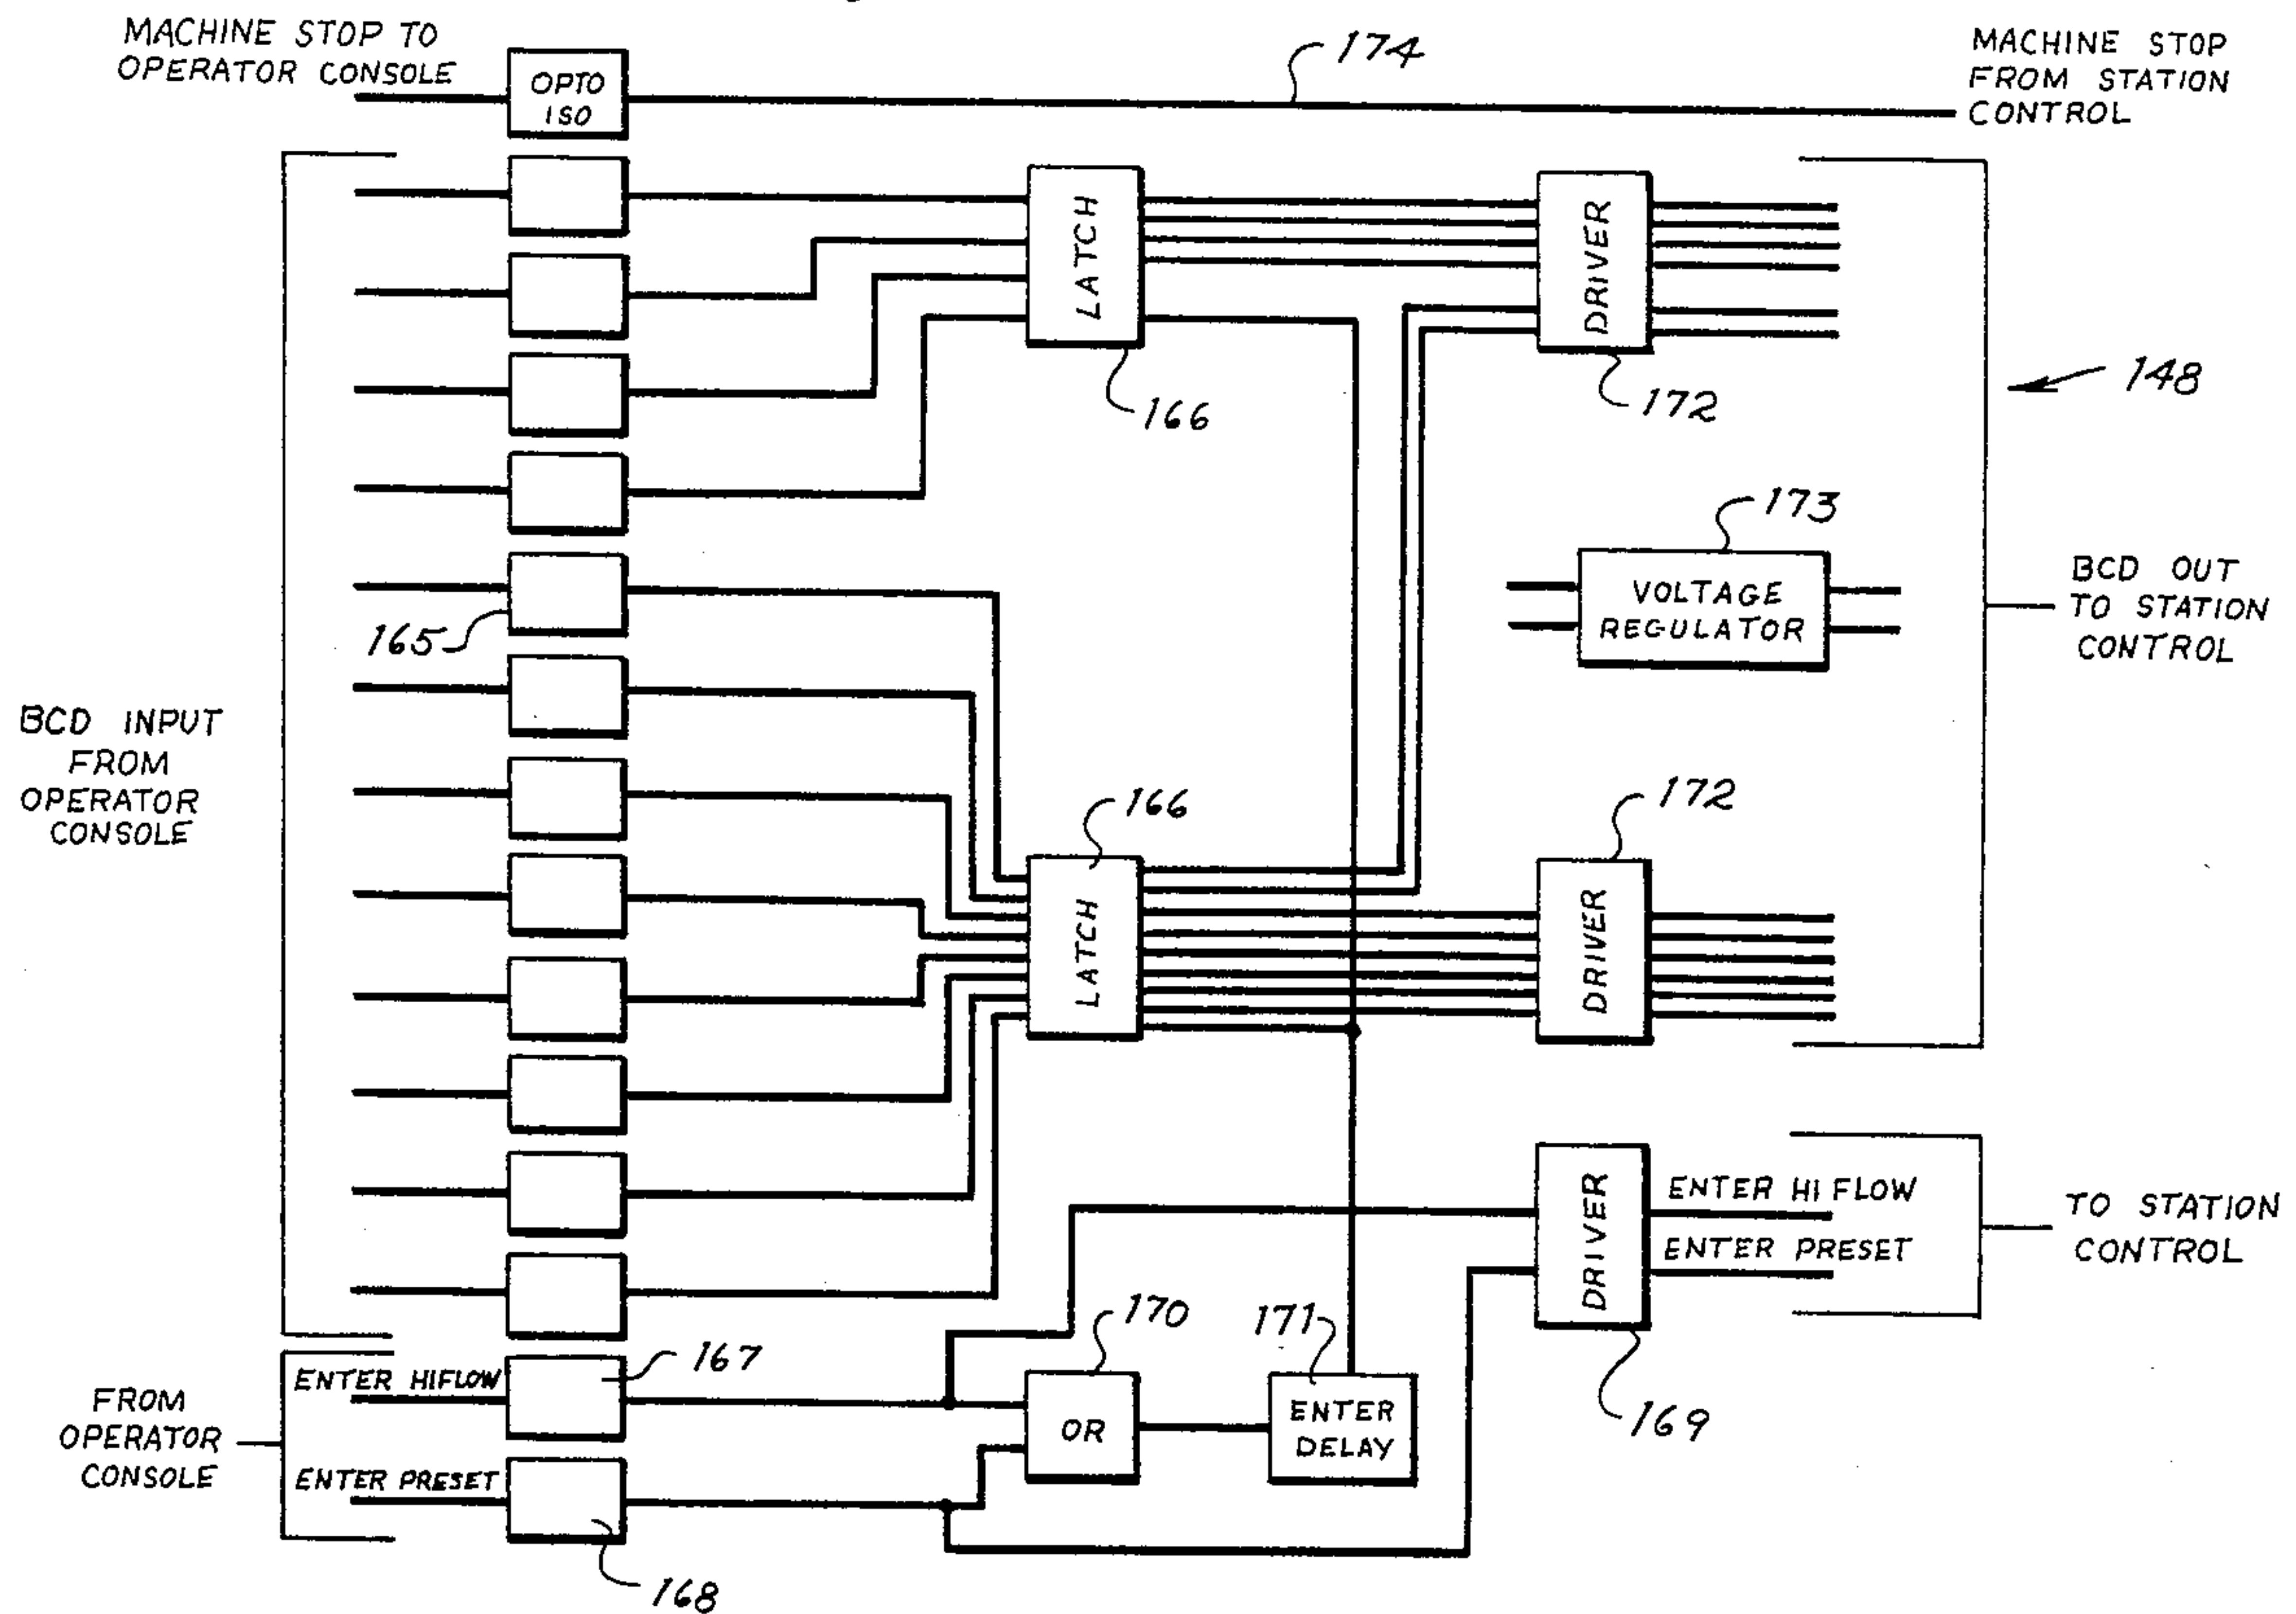 MACHINE STOP TO
OPERATOR CONSOLE
OPTO
ISO
174
MACHINE STOP
FROM STATION
CONTROL
LATCH
166
DRIVER
172
148
173
VOLTAGE
REGULATOR
BCD OUT
TO STATION
CONTROL
165
BCD INPUT
FROM
OPERATOR
CONSOLE
166
LATCH
172
DRIVER
DRIVER
169
ENTER HI FLOW
ENTER PRESET
TO STATION
CONTROL
FROM
OPERATOR
CONSOLE
ENTER HIFLOW
167
ENTER PRESET
168
170
OR
171
ENTER
DELAY